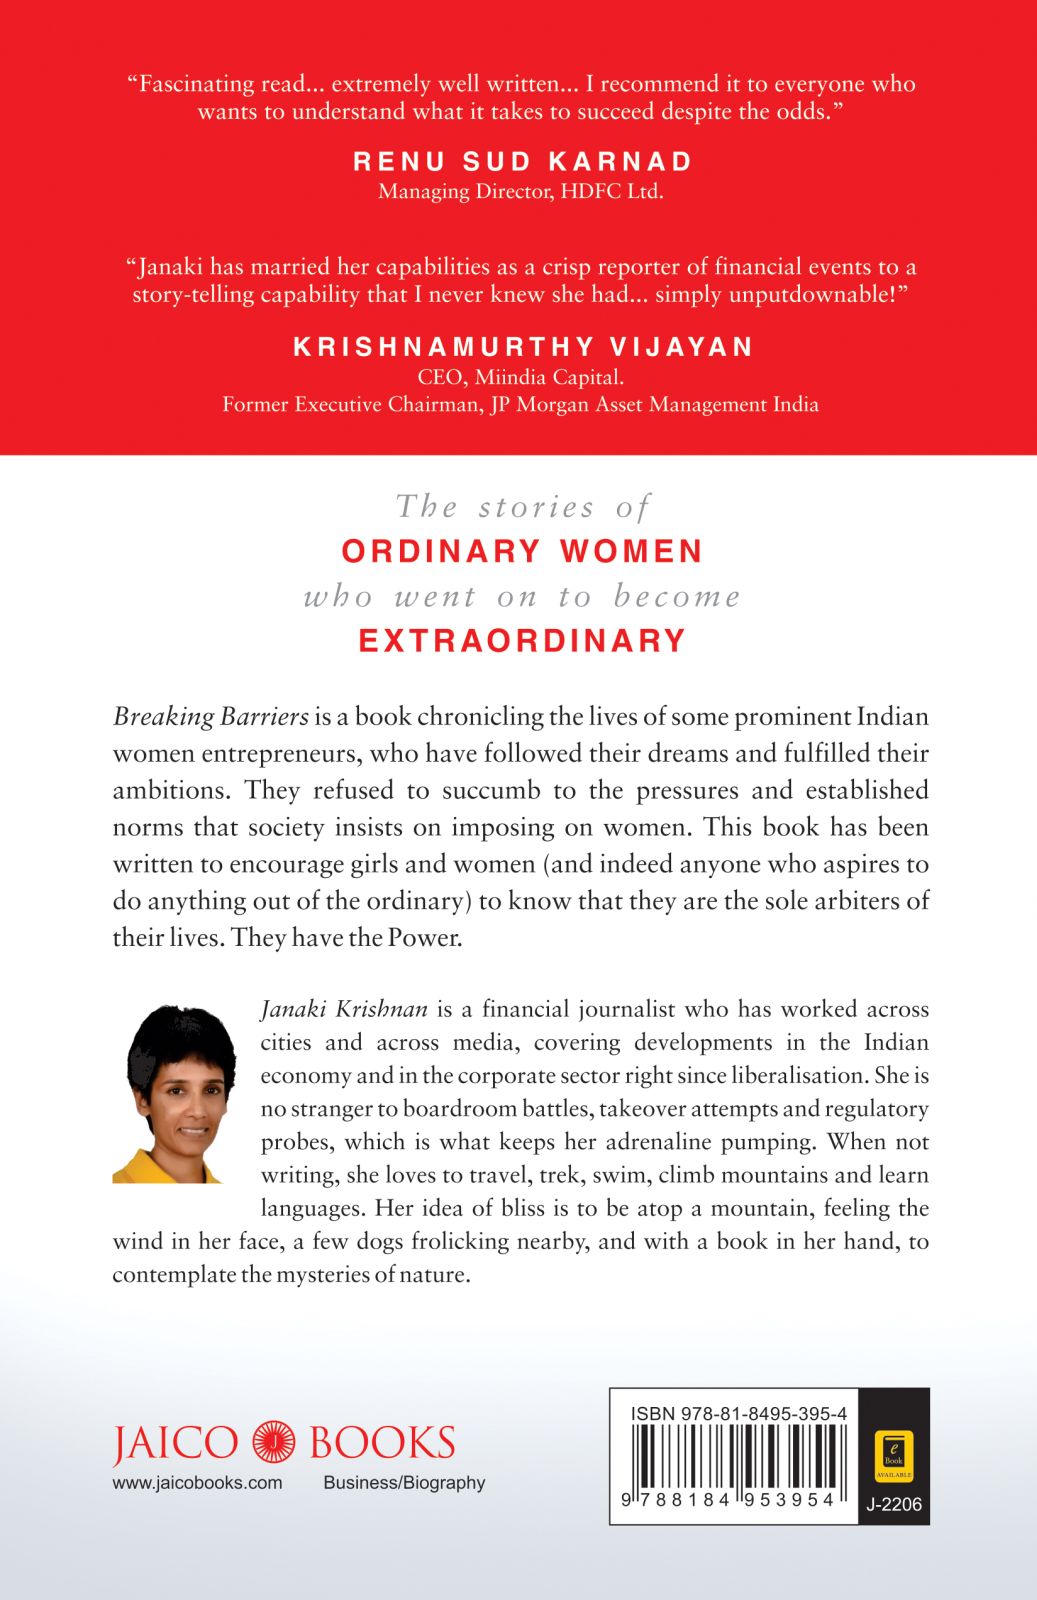 “Fascinating read... extremely well written... I recommend it to everyone who
wants to understand what it takes to succeed despite the odds.”
RENU SUD KARNAD
Managing Director, HDFC Ltd.
“Janaki has married her capabilities as a crisp reporter of financial events to a
story-telling capability that I never knew she had... simply unputdownable!”
KRISHNAMURTHY VIJAYAN
CEO, Miindia Capital.
Former Executive Chairman, JP Morgan Asset Management India
The stories of
ORDINARY WOMEN
who went on to become
EXTRAORDINARY
Breaking Barriers is a book chronicling the lives of some prominent Indian
women entrepreneurs, who have followed their dreams and fulfilled their
ambitions. They refused to succumb to the pressures and established
norms that society insists on imposing on women. This book has been
written to encourage girls and women (and indeed anyone who aspires to
do anything out of the ordinary) to know that they are the sole arbiters of
their lives. They have the Power.
Janaki Krishnan is a financial journalist who has worked across
cities and across media, covering developments in the Indian
economy and in the corporate sector right since liberalisation. She is
no stranger to boardroom battles, takeover attempts and regulatory
probes, which is what keeps her adrenaline pumping. When not
writing, she loves to travel, trek, swim, climb mountains and learn
languages. Her idea of bliss is to be atop a mountain, feeling the
wind in her face, a few dogs frolicking nearby, and with a book in her hand, to
contemplate the mysteries of nature.
JAICO J BOOKS
www.jaicobooks.com Business/Biography
ISBN 978-81-8495-395-4
9 788184 953954
e
Book
AVAILABLE
J-2206